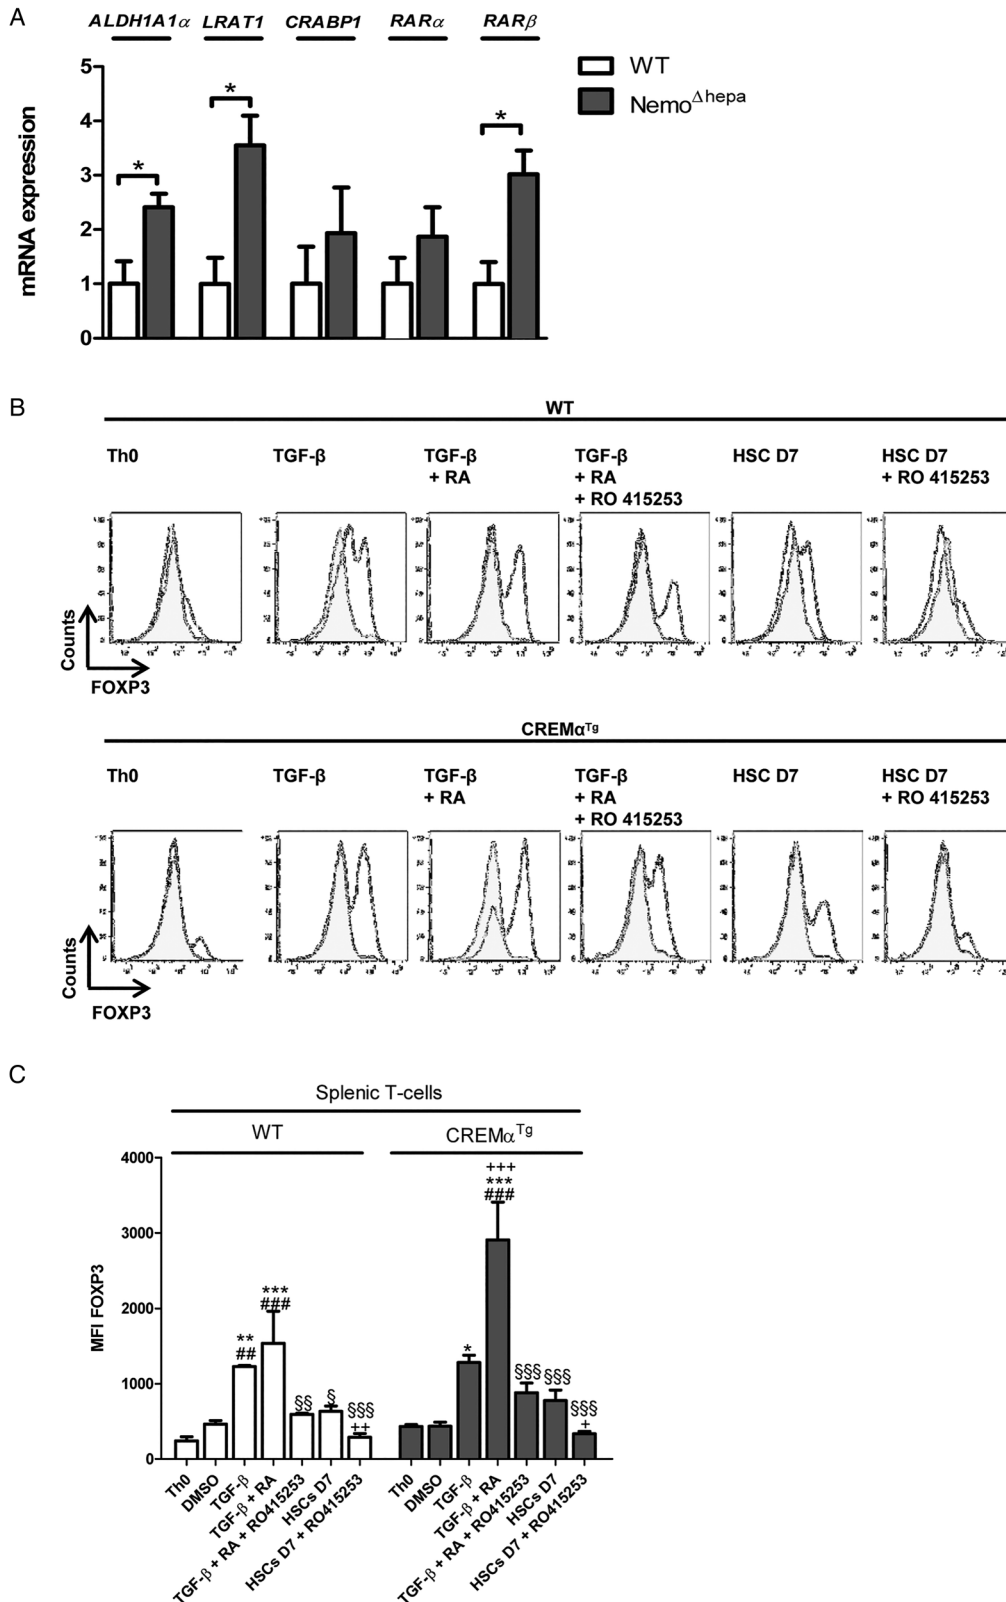 A
ALDH1A1α LRAT1 CRABP1 RARα RARβ
WT
Nemo^Δhepa
mRNA expression
5
4
3
2
1
0
* * *
B
WT
Th0 TGF-β TGF-β + RA TGF-β + RA + RO 415253 HSC D7 HSC D7 + RO 415253
Counts
FOXP3
CREMα^Tg
Th0 TGF-β TGF-β + RA TGF-β + RA + RO 415253 HSC D7 HSC D7 + RO 415253
Counts
FOXP3
C
Splenic T-cells
WT CREMα^Tg
MFI FOXP3
4000
3000
2000
1000
0
** ## *** ### §§ § §§§ ++
* +++ *** ### §§§ §§§ §§§ +
Th0 DMSO TGF-β TGF-β + RA TGF-β + RA + RO415253 HSCs D7 HSCs D7 + RO415253
Th0 DMSO TGF-β TGF-β + RA TGF-β + RA + RO415253 HSCs D7 HSCs D7 + RO415253